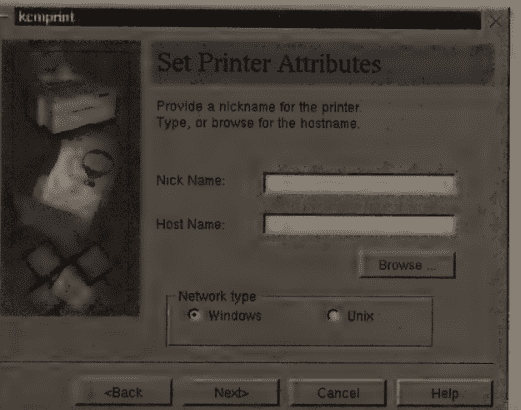 kcmprint
Set Printer Attributes
Provide a nickname for the printer.
Type, or browse for the hostname.
Nick Name:
Host Name:
Browse ...
Network type
Windows
Unix
<Back
Next>
Cancel
Help